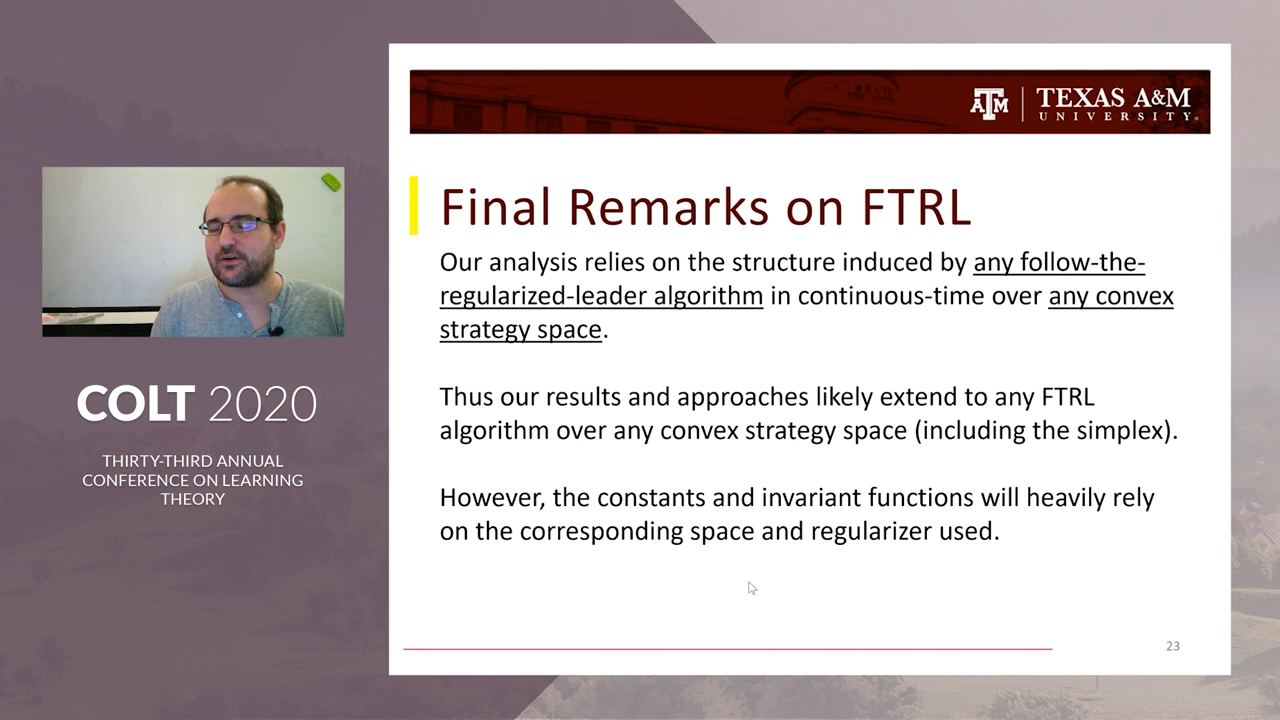 TEXAS A&M
UNIVERSITY
Final Remarks on FTRL
Our analysis relies on the structure induced by any follow-the-
regularized-leader algorithm in continuous-time over any convex
strategy space.
Thus our results and approaches likely extend to any FTRL
algorithm over any convex strategy space (including the simplex).
However, the constants and invariant functions will heavily rely
on the corresponding space and regularizer used.
23
COLT 2020
THIRTY-THIRD ANNUAL
CONFERENCE ON LEARNING
THEORY
ATM